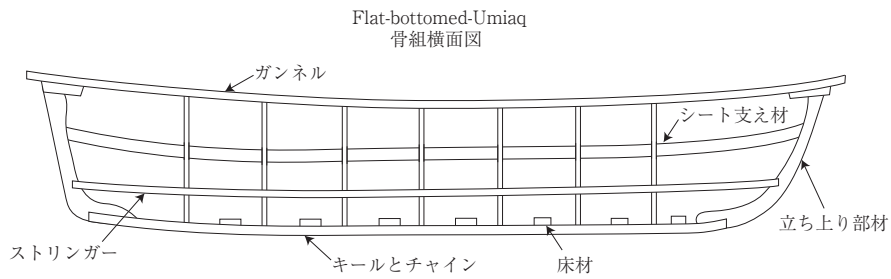 Flat-bottomed-Umiaq
骨組横面図
ガンネル
シート支え材
立ち上り部材
ストリンガー
キールとチャイン
床材